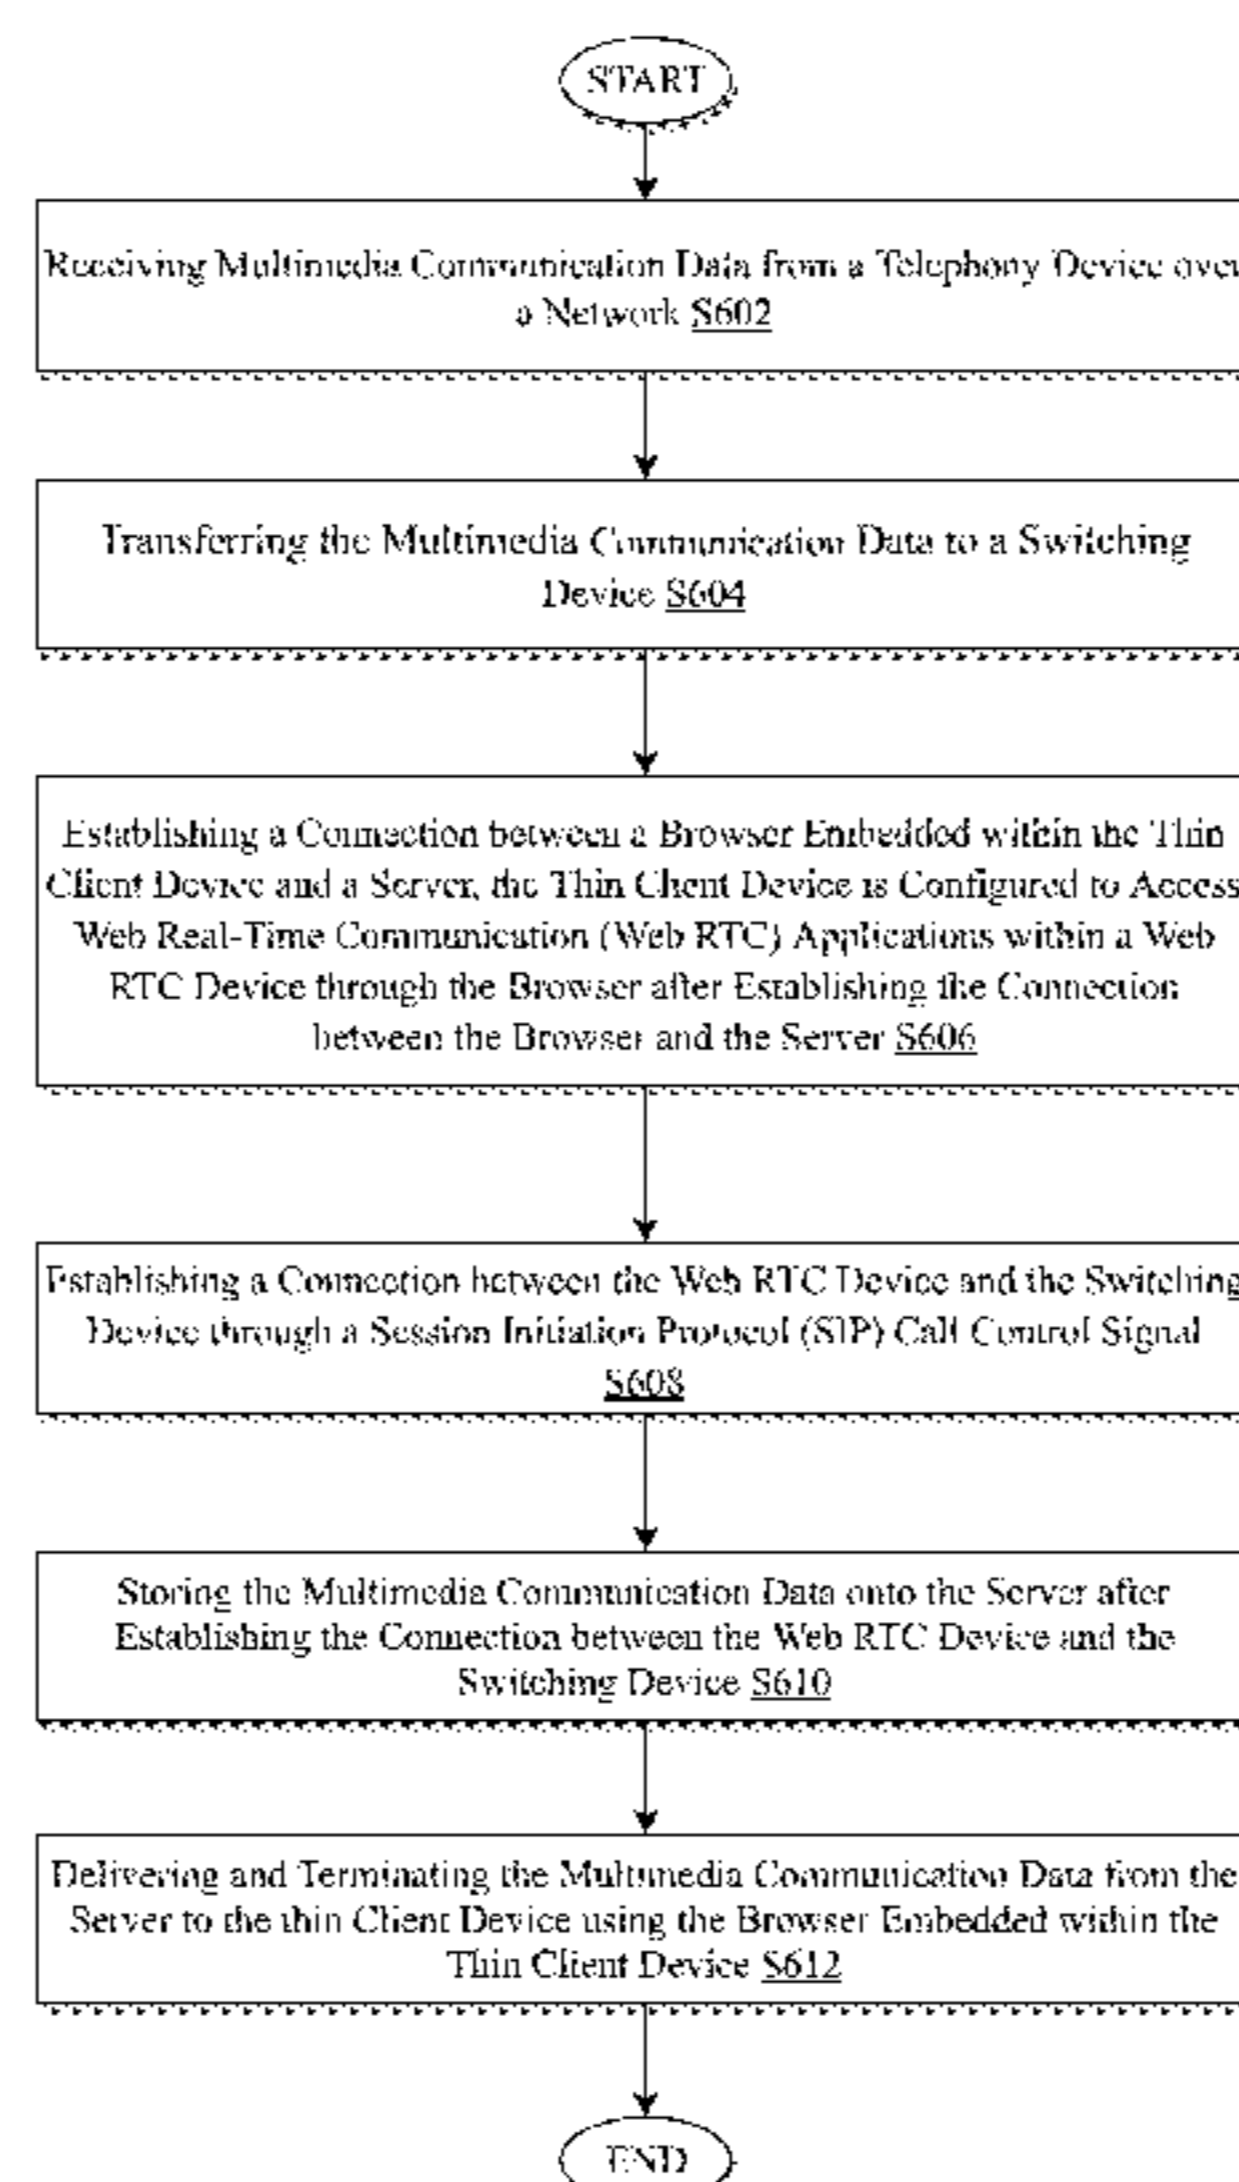 START
Receiving Multimedia Communication Data from a Telephony Device over
a Network S602
Transferring the Multimedia Communication Data to a Switching
Device S604
Establishing a Connection between a Browser Embedded within the Thin
Client Device and a Server, the Thin Client Device is Configured to Access
Web Real-Time Communication (Web RTC) Applications within a Web
RTC Device through the Browser after Establishing the Connection
between the Browser and the Server S606
Establishing a Connection between the Web RTC Device and the Switching
Device through a Session Initiation Protocol (SIP) Call Control Signal
S608
Storing the Multimedia Communication Data onto the Server after
Establishing the Connection between the Web RTC Device and the
Switching Device S610
Delivering and Terminating the Multimedia Communication Data from the
Server to the thin Client Device using the Browser Embedded within the
Thin Client Device S612
END